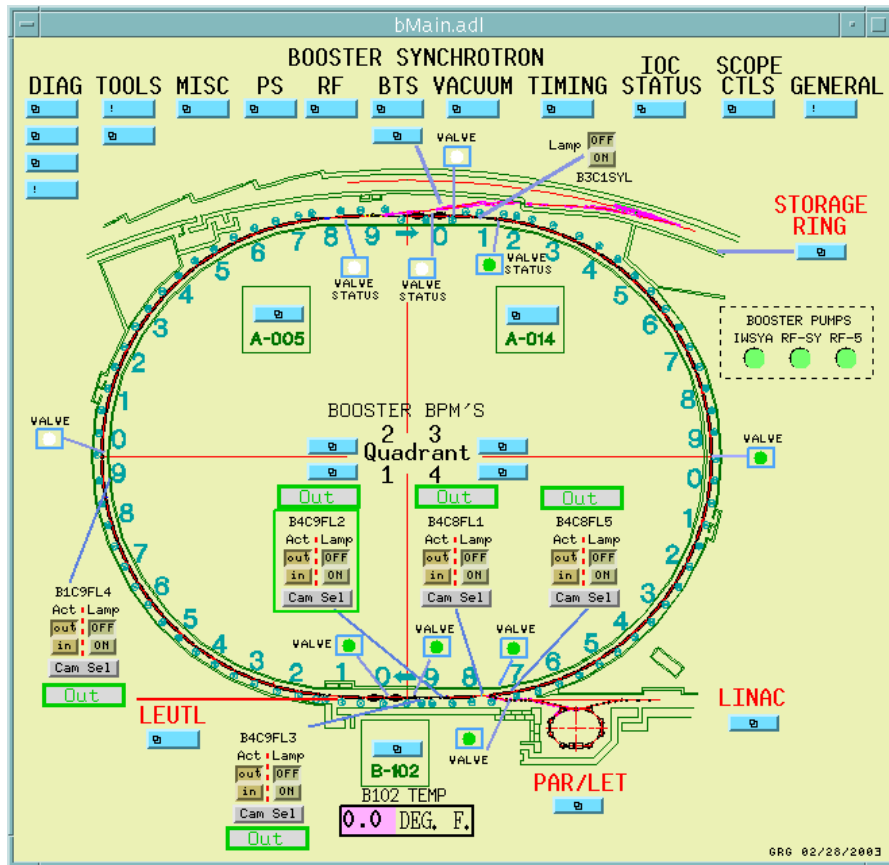 bMain.adl
BOOSTER SYNCHROTRON
DIAG TOOLS MISC PS RF BTS VACUUM TIMING IOC STATUS SCOPE CTLS GENERAL
VALVE
Lamp OFF
ON
B3C1SYL
STORAGE
RING
7 8 9 0 1 2 3
6
5
4
3
2
1
0
4
5
6
7
8
9
0
VALVE
STATUS
VALVE
STATUS
VALVE
STATUS
A-005
A-014
BOOSTER PUMPS
IWSYA RF-SY RF-5
BOOSTER BPM'S
2 3
Quadrant
1 4
VALVE
VALVE
Out
Out
Out
B4C9FL2
Act Lamp
out OFF
in ON
Cam Sel
B4C8FL1
Act Lamp
out OFF
in ON
Cam Sel
B4C8FL5
Act Lamp
out OFF
in ON
Cam Sel
9
8
7
6
5
4
3
2
1 0 9 8 7
6
5
4
3
2
1
B1C9FL4
Act Lamp
out OFF
in ON
Cam Sel
Out
VALVE
VALVE
VALVE
LEUTL
LINAC
B4C9FL3
Act Lamp
out OFF
in ON
Cam Sel
Out
VALVE
B-102
B102 TEMP
0.0 DEG. F.
PAR/LET
GRG 02/28/2003